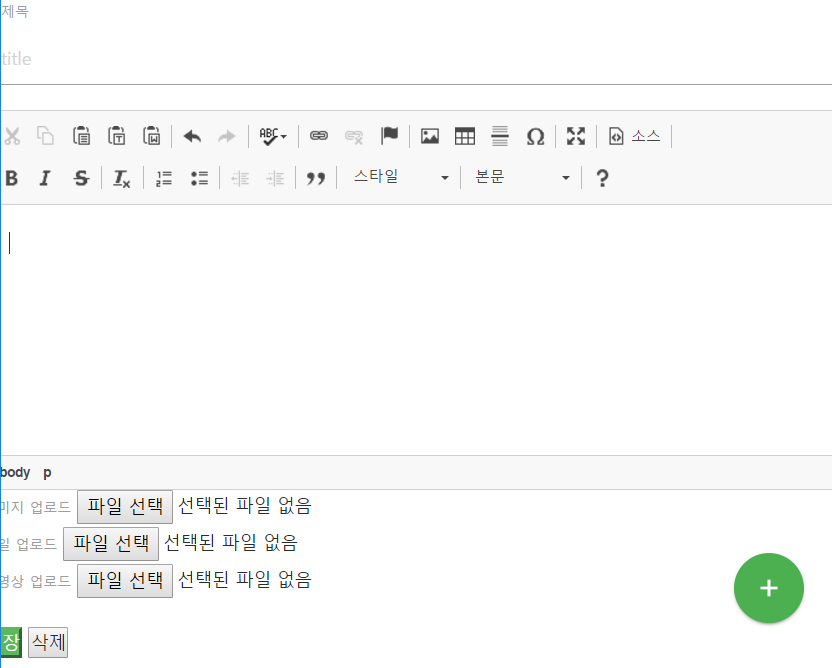 제목
title
ABC
소스
B I S Tx
스타일 본문 ?
body p
미지 업로드 파일 선택 선택된 파일 없음
일 업로드 파일 선택 선택된 파일 없음
영상 업로드 파일 선택 선택된 파일 없음
장 삭제